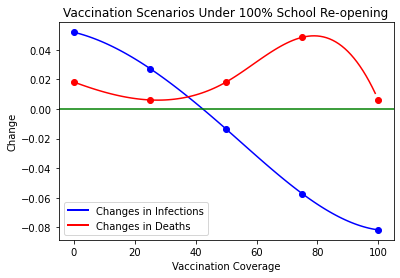 Vaccination Scenarios Under 100% School Re-opening
0.04
0.02
0.00
−0.02
−0.04
−0.06
−0.08
Change
Changes in Infections
Changes in Deaths
0 20 40 60 80 100
Vaccination Coverage